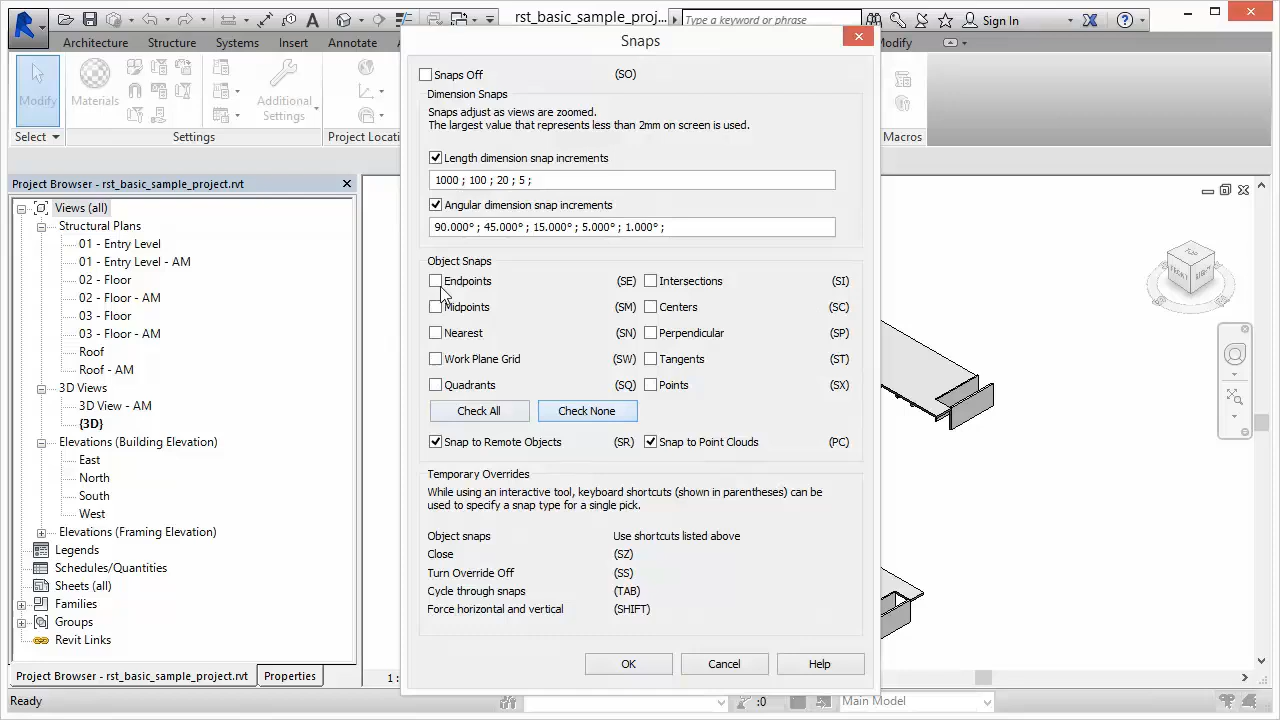 rst_basic_sample_proj...
Type a keyword or phrase
Sign In
Architecture
Structure
Systems
Insert
Annotate
Modify
Modify
Materials
Additional
Settings
Select
Settings
Project Locati
Macros
Project Browser - rst_basic_sample_project.rvt
Views (all)
Structural Plans
01 - Entry Level
01 - Entry Level - AM
02 - Floor
02 - Floor - AM
03 - Floor
03 - Floor - AM
Roof
Roof - AM
3D Views
3D View - AM
{3D}
Elevations (Building Elevation)
East
North
South
West
Elevations (Framing Elevation)
Legends
Schedules/Quantities
Sheets (all)
Families
Groups
Revit Links
Project Browser - rst_basic_sample_project.rvt
Properties
Ready
Snaps
Snaps Off (SO)
Dimension Snaps
Snaps adjust as views are zoomed.
The largest value that represents less than 2mm on screen is used.
Length dimension snap increments
1000 ; 100 ; 20 ; 5 ;
Angular dimension snap increments
90.000° ; 45.000° ; 15.000° ; 5.000° ; 1.000° ;
Object Snaps
Endpoints (SE) Intersections (SI)
Midpoints (SM) Centers (SC)
Nearest (SN) Perpendicular (SP)
Work Plane Grid (SW) Tangents (ST)
Quadrants (SQ) Points (SX)
Check All Check None
Snap to Remote Objects (SR) Snap to Point Clouds (PC)
Temporary Overrides
While using an interactive tool, keyboard shortcuts (shown in parentheses) can be
used to specify a snap type for a single pick.
Object snaps Use shortcuts listed above
Close (SZ)
Turn Override Off (SS)
Cycle through snaps (TAB)
Force horizontal and vertical (SHIFT)
OK Cancel Help
FRONT
1:
:0
Main Model